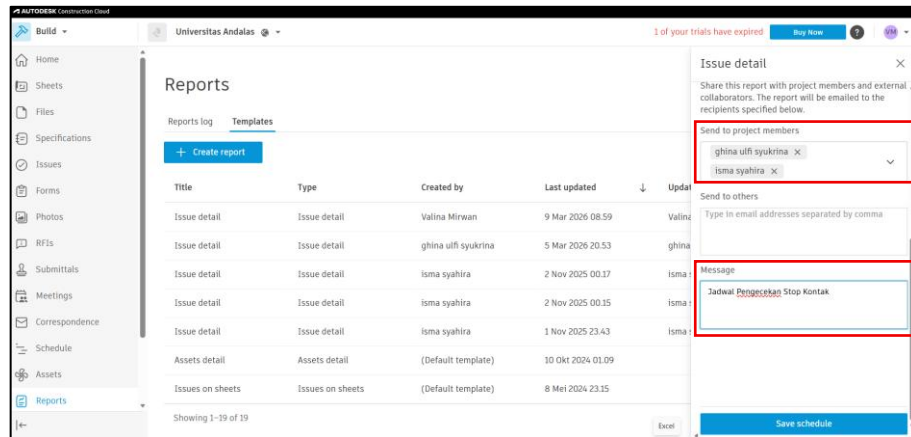 AUTODESK Construction Cloud
Build
Universitas Andalas
1 of your trials have expired
Buy Now
?
VM
Home
Sheets
Files
Specifications
Issues
Forms
Photos
RFIs
Submittals
Meetings
Correspondence
Schedule
Assets
Reports
Reports
Reports log Templates
+ Create report
Title Type Created by Last updated ↓ Updat
Issue detail Issue detail Valina Mirwan 9 Mar 2026 08.59 Valina
Issue detail Issue detail ghina ulfi syukrina 5 Mar 2026 20.53 ghina
Issue detail Issue detail isma syahira 2 Nov 2025 00.17 isma s
Issue detail Issue detail isma syahira 2 Nov 2025 00.15 isma s
Issue detail Issue detail isma syahira 1 Nov 2025 23.43 isma s
Assets detail Assets detail (Default template) 10 Okt 2024 01.09
Issues on sheets Issues on sheets (Default template) 8 Mei 2024 23.15
Showing 1–19 of 19
Excel
Issue detail
Share this report with project members and external
collaborators. The report will be emailed to the
recipients specified below.
Send to project members
ghina ulfi syukrina ×
isma syahira ×
Send to others
Type in email addresses separated by comma
Message
Jadwal Pengecekan Stop Kontak
Save schedule